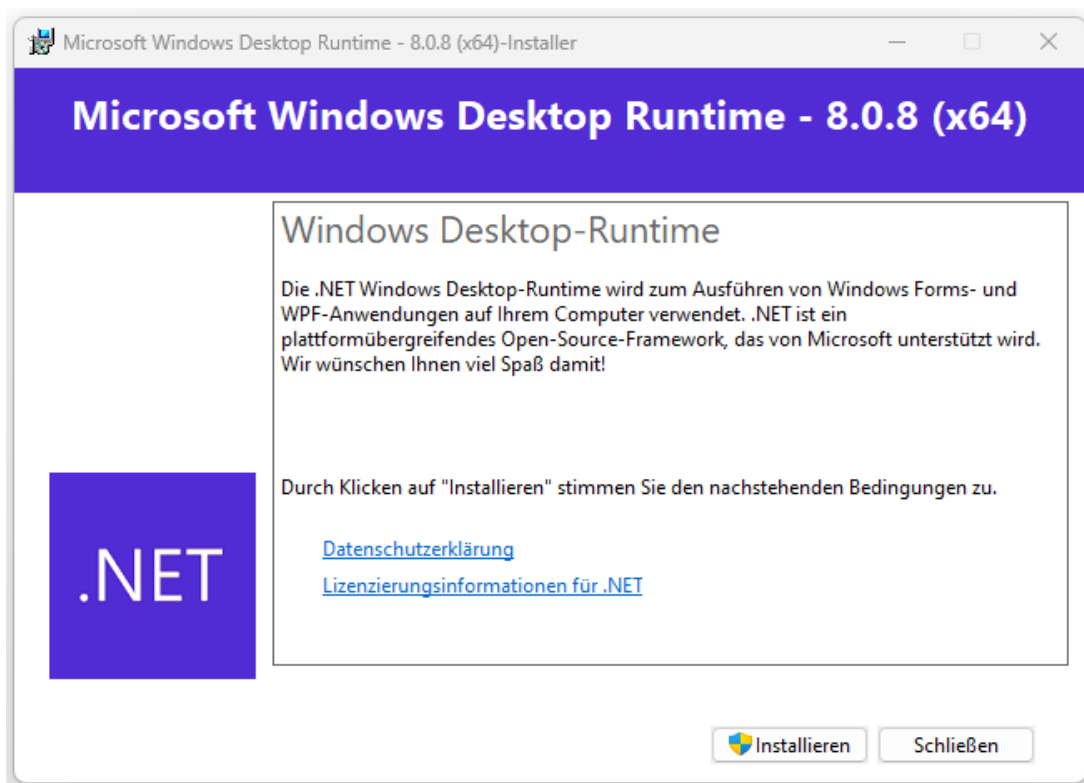 Microsoft Windows Desktop Runtime - 8.0.8 (x64)-Installer
Microsoft Windows Desktop Runtime - 8.0.8 (x64)
Windows Desktop-Runtime
Die .NET Windows Desktop-Runtime wird zum Ausführen von Windows Forms- und
WPF-Anwendungen auf Ihrem Computer verwendet. .NET ist ein
plattformübergreifendes Open-Source-Framework, das von Microsoft unterstützt wird.
Wir wünschen Ihnen viel Spaß damit!
Durch Klicken auf "Installieren" stimmen Sie den nachstehenden Bedingungen zu.
Datenschutzerklärung
Lizenzierungsinformationen für .NET
.NET
Installieren
Schließen